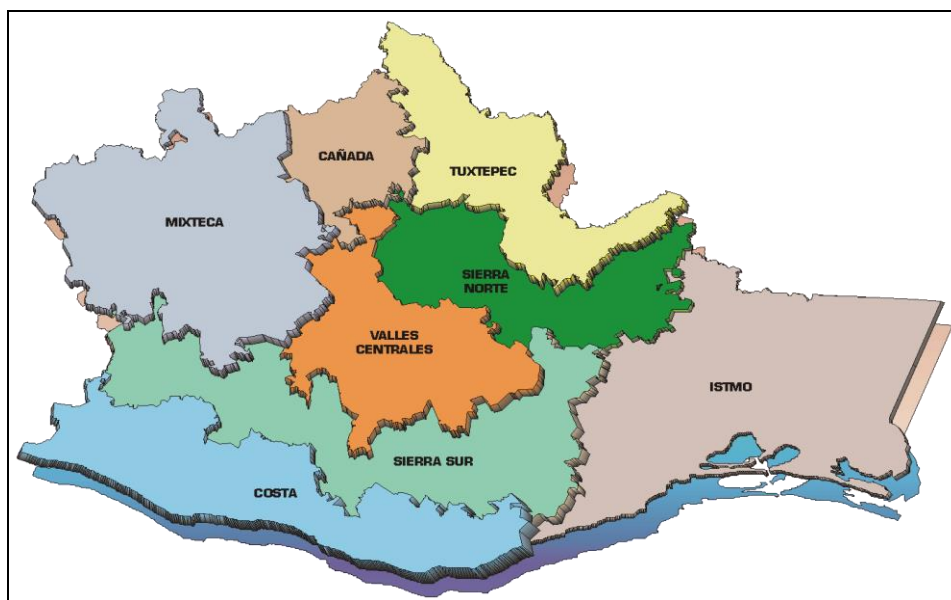 CAÑADA
TUXTEPEC
MIXTECA
SIERRA
NORTE
VALLES
CENTRALES
ISTMO
SIERRA SUR
COSTA